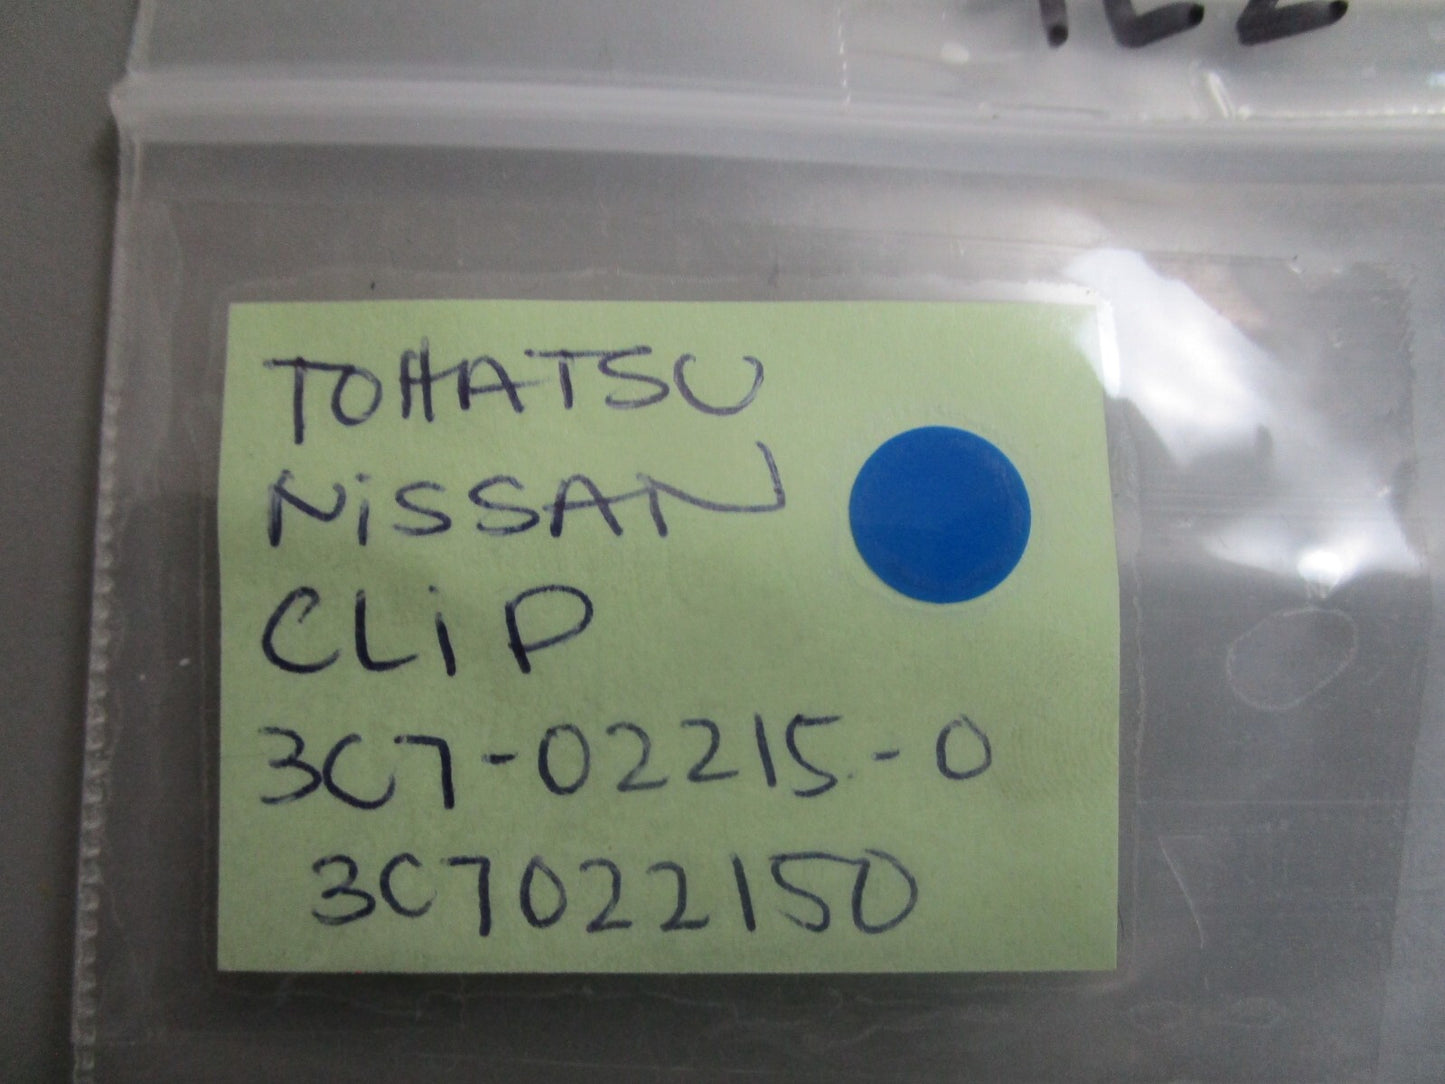 TOHATSU
NiSSAN
CLiP
3C7-02215-0
3C7022150